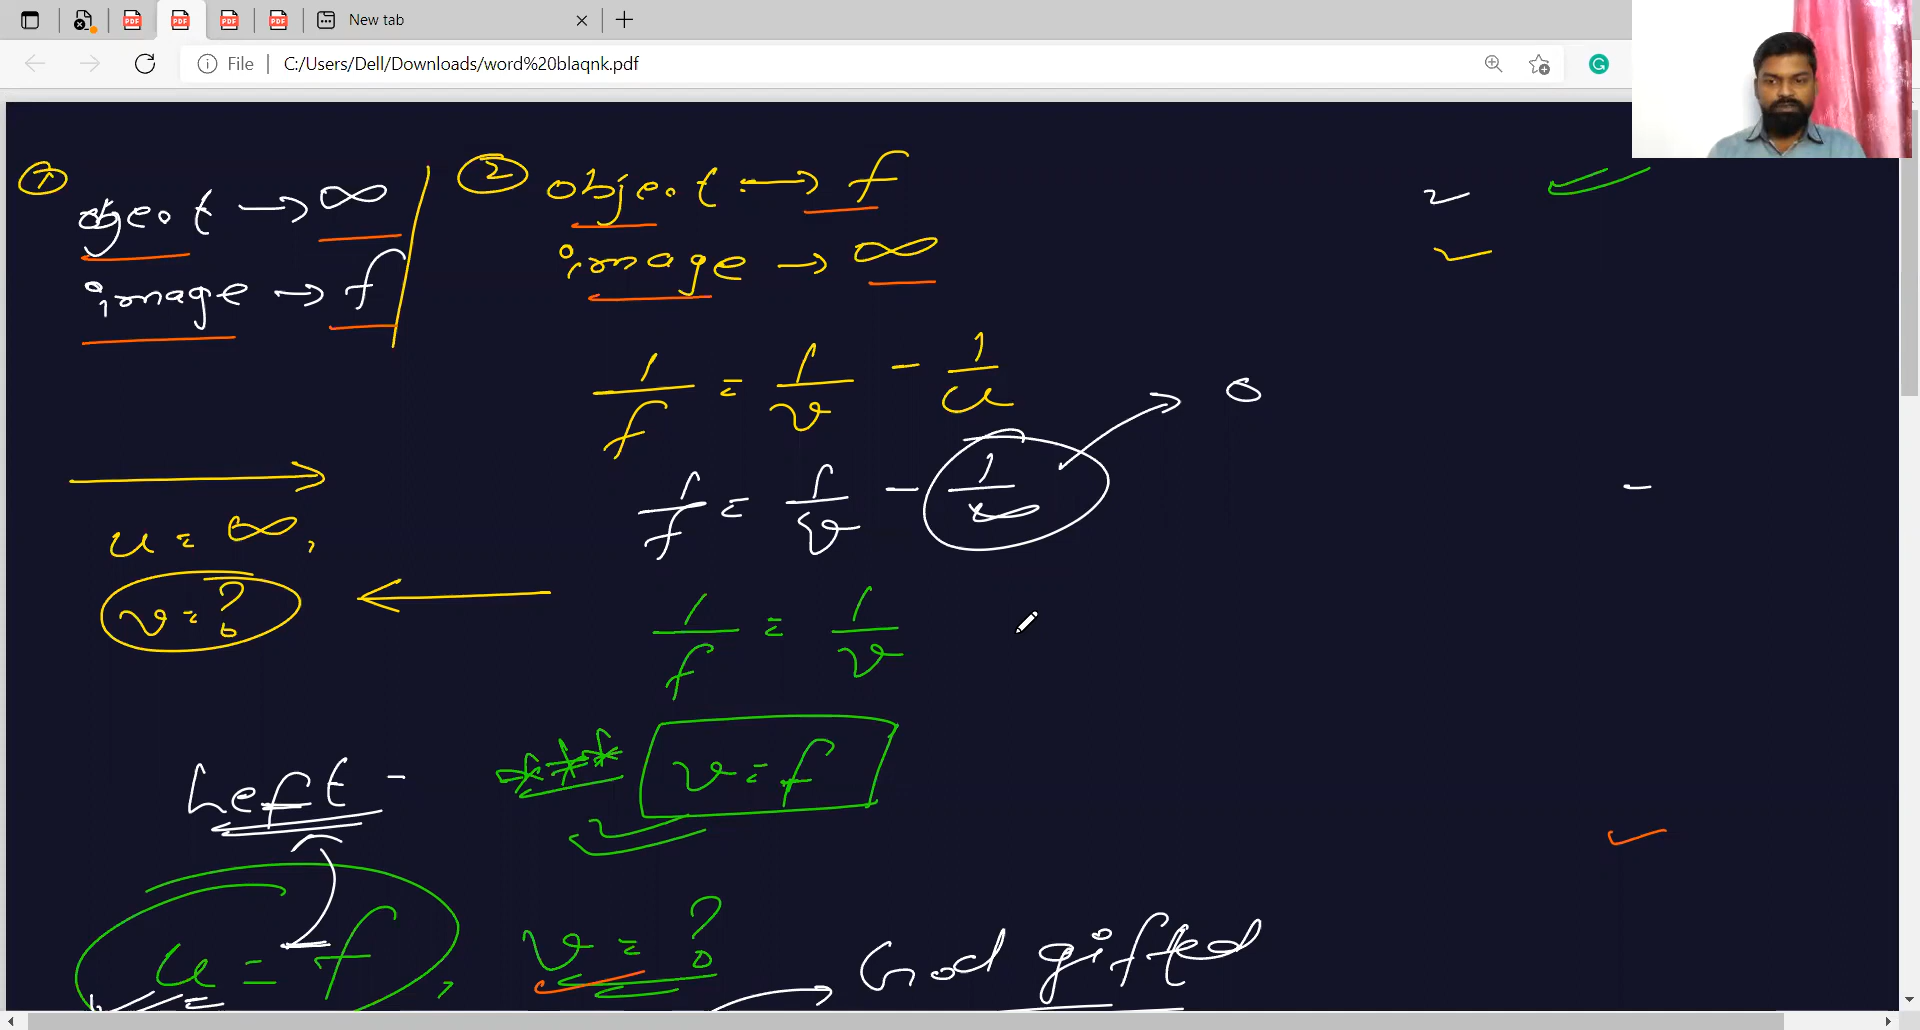 New tab
File C:/Users/Dell/Downloads/word%20blaqnk.pdf
① object → ∞
image → f
② object → f
image → ∞
1/f = 1/v - 1/u
1/f = 1/v - 1/∞ → 0
u = ∞,
v = ?
1/f = 1/v
*** v = f
Left -
u = f, v = ?
→ God gifted